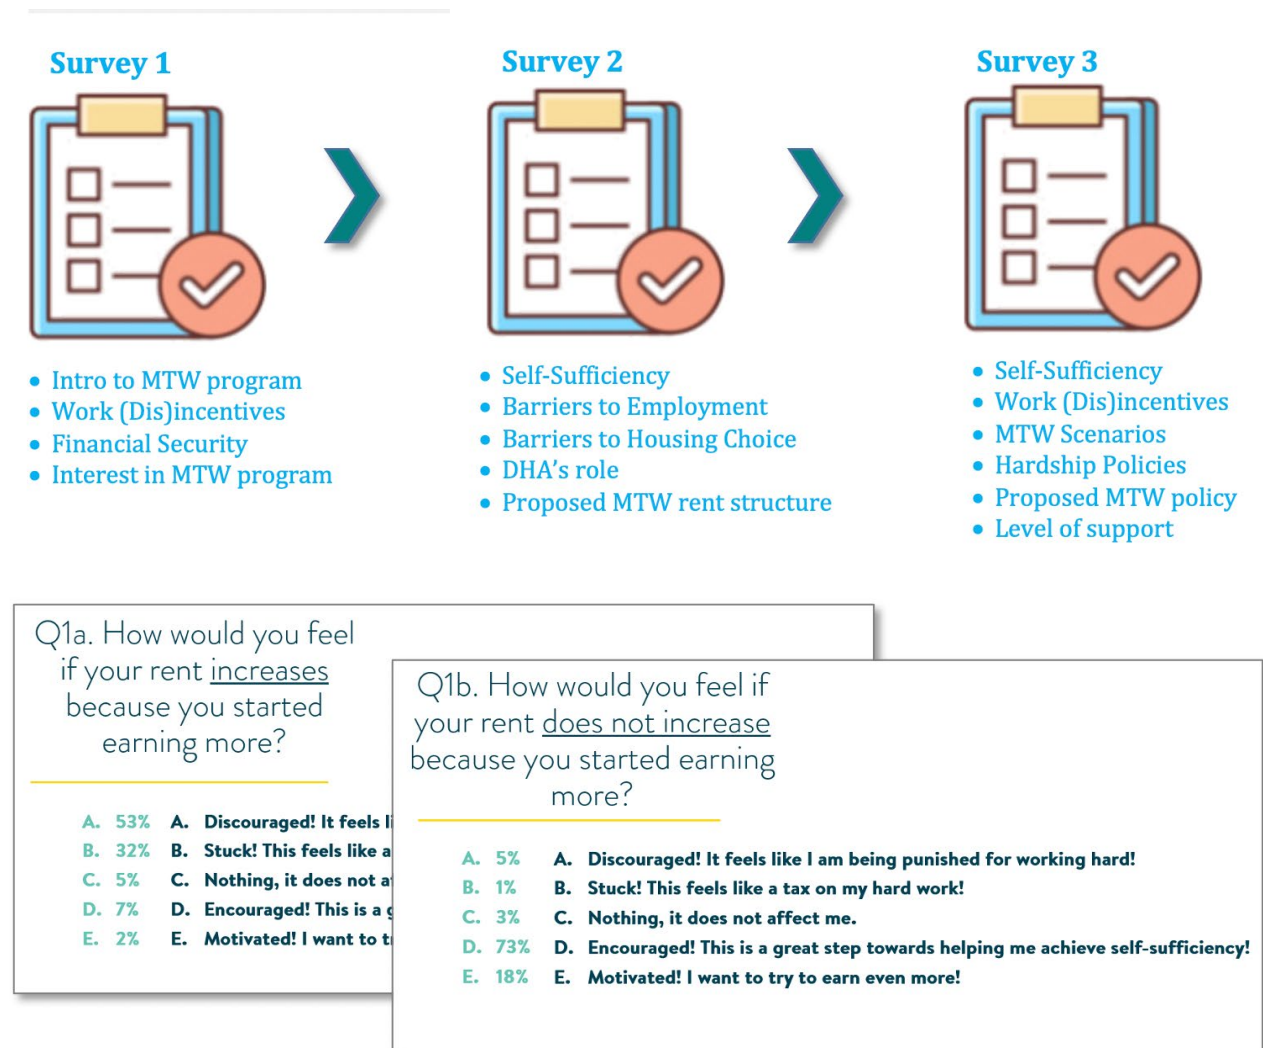 Survey 1
Survey 2
Survey 3
• Intro to MTW program
• Work (Dis)incentives
• Financial Security
• Interest in MTW program
• Self-Sufficiency
• Barriers to Employment
• Barriers to Housing Choice
• DHA’s role
• Proposed MTW rent structure
• Self-Sufficiency
• Work (Dis)incentives
• MTW Scenarios
• Hardship Policies
• Proposed MTW policy
• Level of support
Q1a. How would you feel
if your rent increases
because you started
earning more?
A. 53% A. Discouraged! It feels
B. 32% B. Stuck! This feels like a
C. 5% C. Nothing, it does not
D. 7% D. Encouraged! This is a
E. 2% E. Motivated! I want to
Q1b. How would you feel if
your rent does not increase
because you started earning
more?
A. 5% A. Discouraged! It feels like I am being punished for working hard!
B. 1% B. Stuck! This feels like a tax on my hard work!
C. 3% C. Nothing, it does not affect me.
D. 73% D. Encouraged! This is a great step towards helping me achieve self-sufficiency!
E. 18% E. Motivated! I want to try to earn even more!